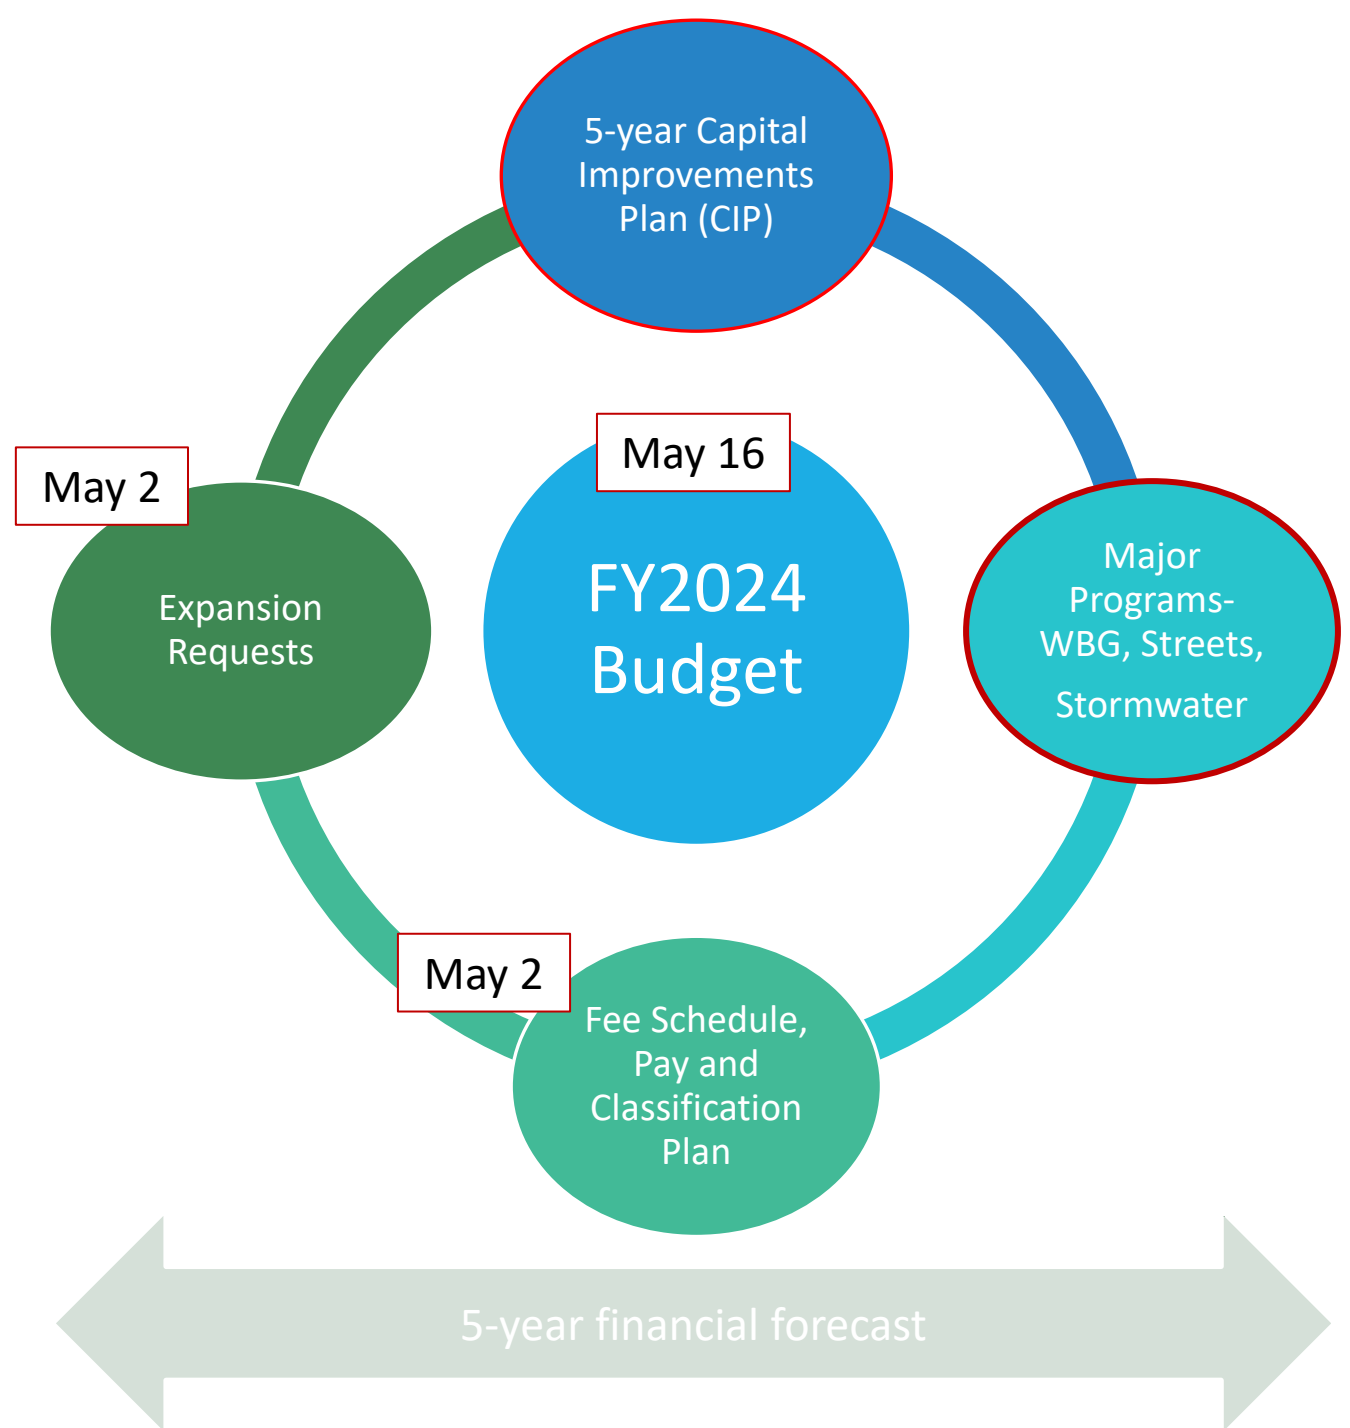 5-year Capital
Improvements
Plan (CIP)
May 16
May 2
FY2024
Budget
Expansion
Requests
Major
Programs-
WBG, Streets,
Stormwater
May 2
Fee Schedule,
Pay and
Classification
Plan
5-year financial forecast